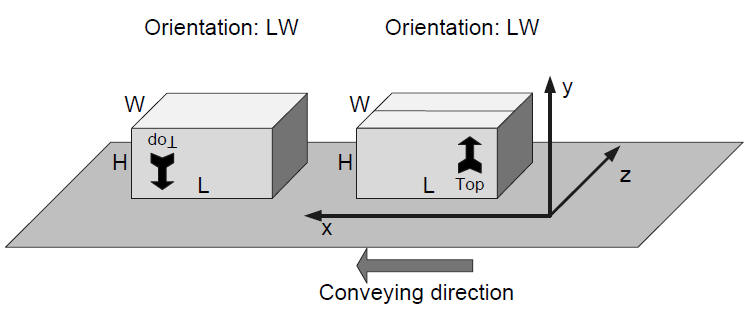 Orientation: LW
Orientation: LW
W
W
y
Top
H
H
z
L
L
Top
x
Conveying direction